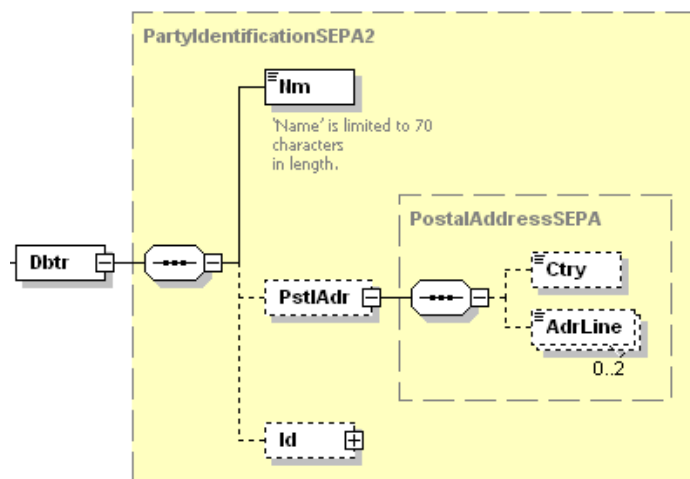 PartyIdentificationSEPA2
Nm
'Name' is limited to 70
characters
in length.
PostalAddressSEPA
Dbtr
Ctry
PstlAdr
AdrLine
0..2
Id